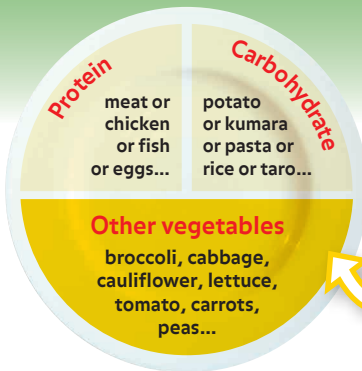 Protein
meat or
chicken
or fish
or eggs...
Carbohydrate
potato
or kumara
or pasta or
rice or taro...
Other vegetables
broccoli, cabbage,
cauliflower, lettuce,
tomato, carrots,
peas...